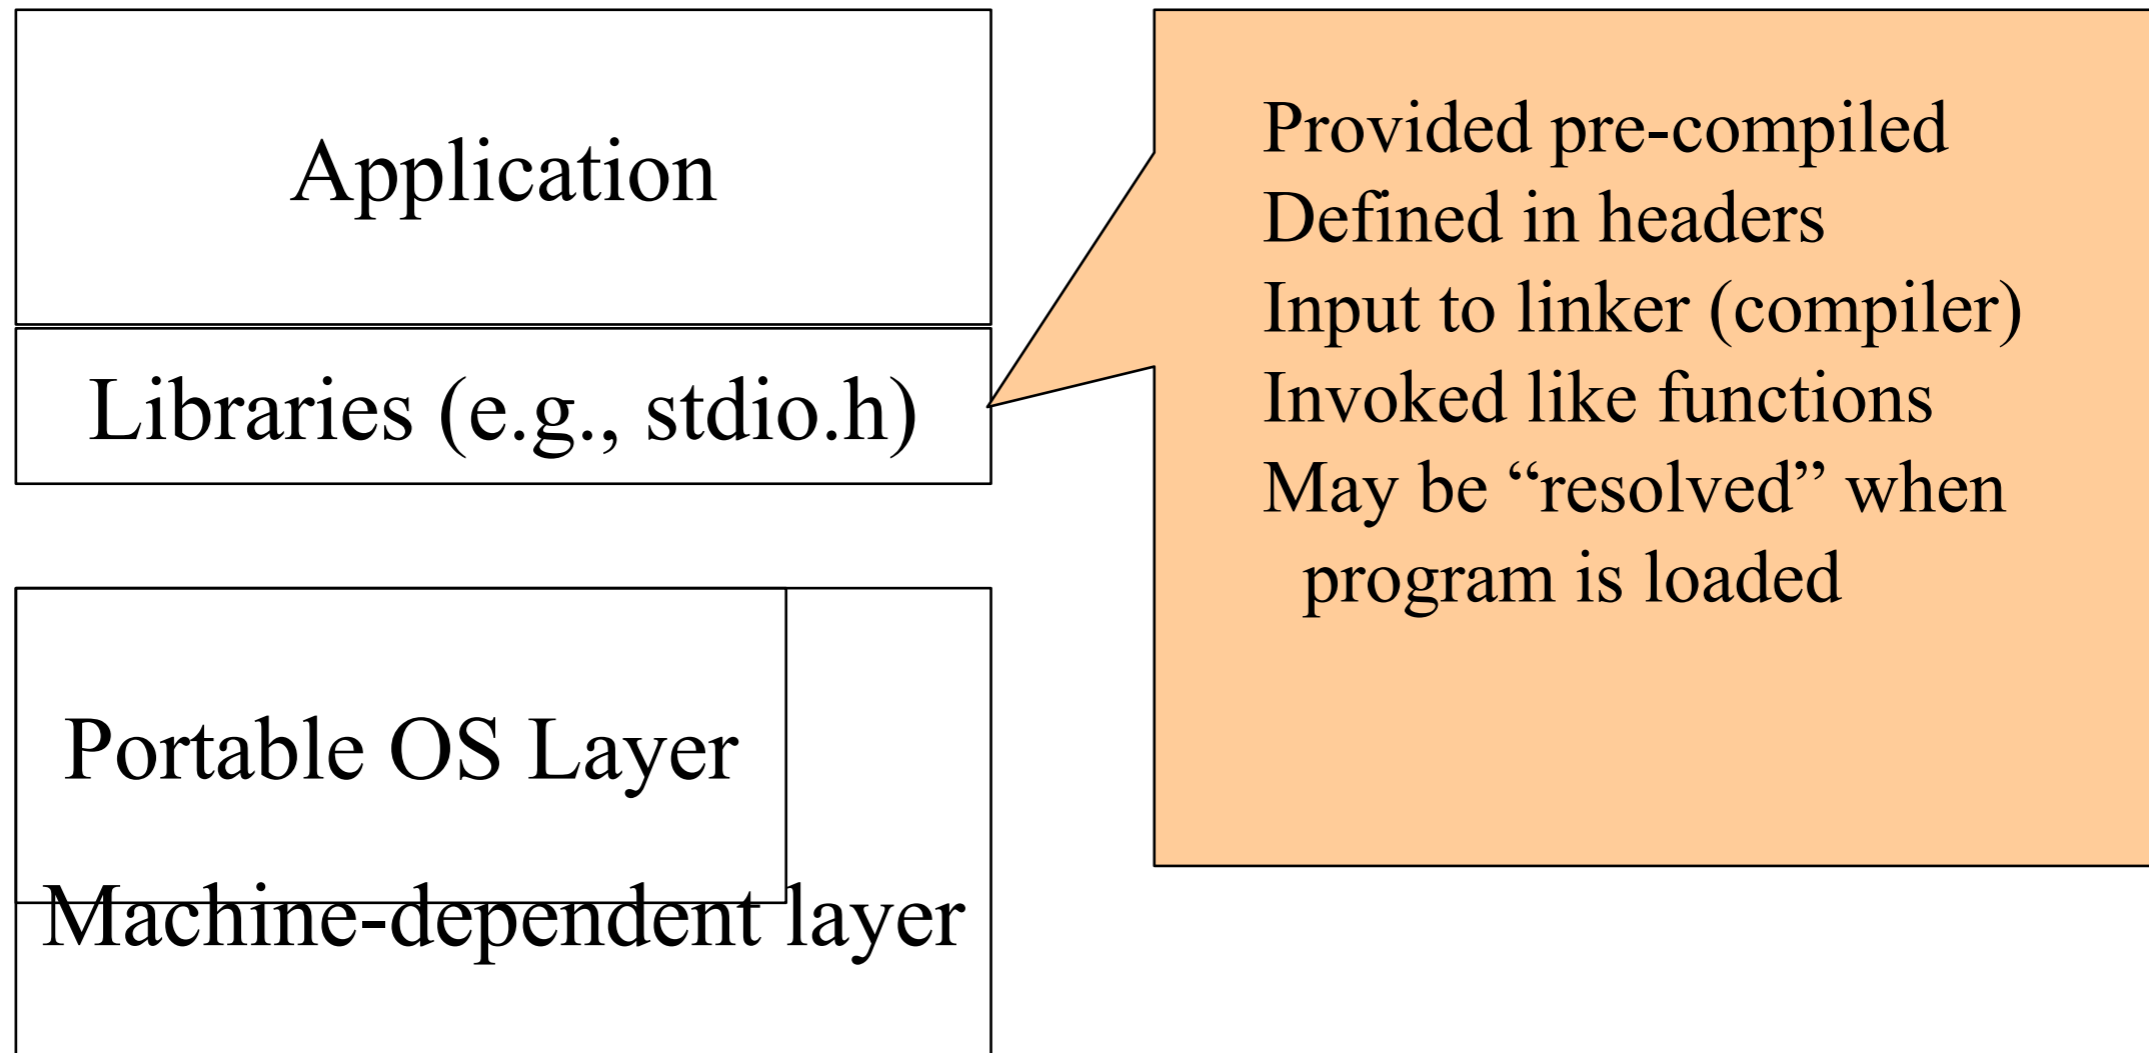 Application
Libraries (e.g., stdio.h)
Portable OS Layer
Machine-dependent layer
Provided pre-compiled
Defined in headers
Input to linker (compiler)
Invoked like functions
May be “resolved” when
program is loaded